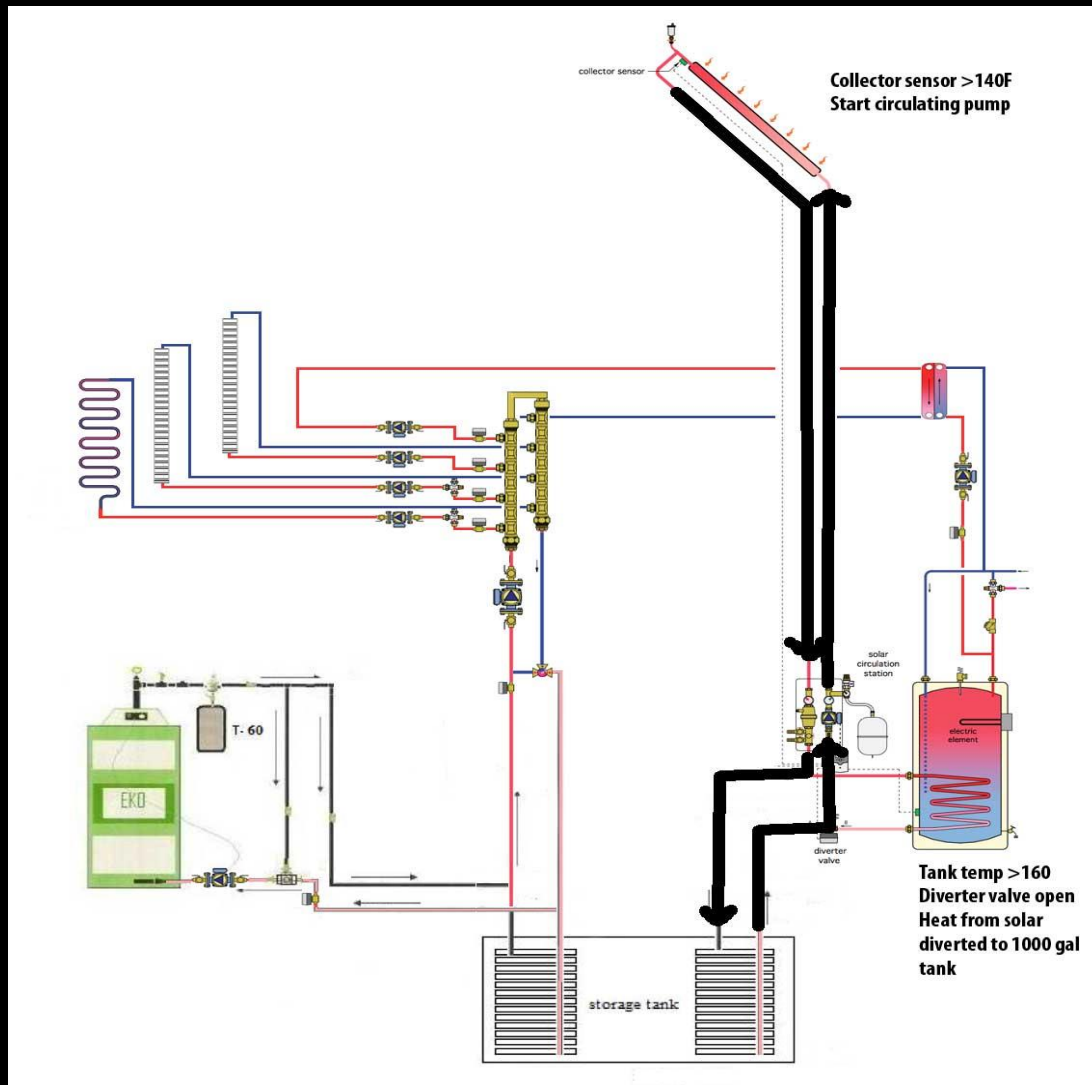 collector sensor
Collector sensor >140F
Start circulating pump
solar
circulation
station
T- 60
electric
element
EKO
diverter
valve
Tank temp >160
Diverter valve open
Heat from solar
diverted to 1000 gal
tank
storage tank